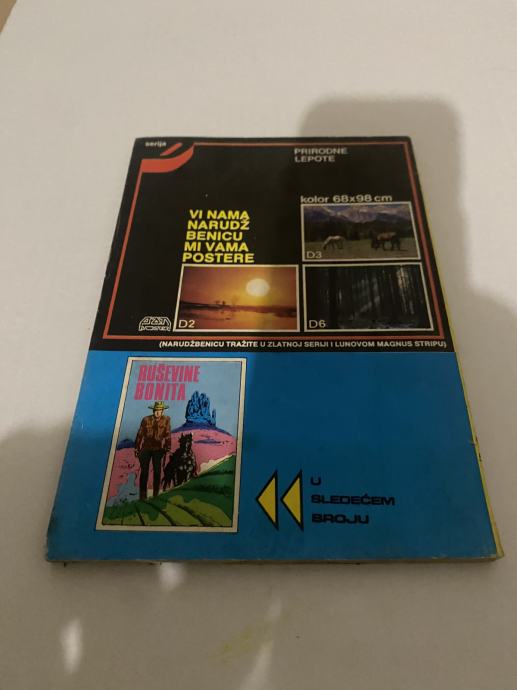 serija
PRIRODNE
LEPOTE
kolor 68x98 cm
VI NAMA
NARUDŽ
BENICU
MI VAMA
POSTERE
D3
D2
D6
(NARUDŽBENICU TRAŽITE U ZLATNOJ SERIJI I LUNOVOM MAGNUS STRIPU)
RUŠEVINE
BONITA
U
SLEDEĆEM
BROJU